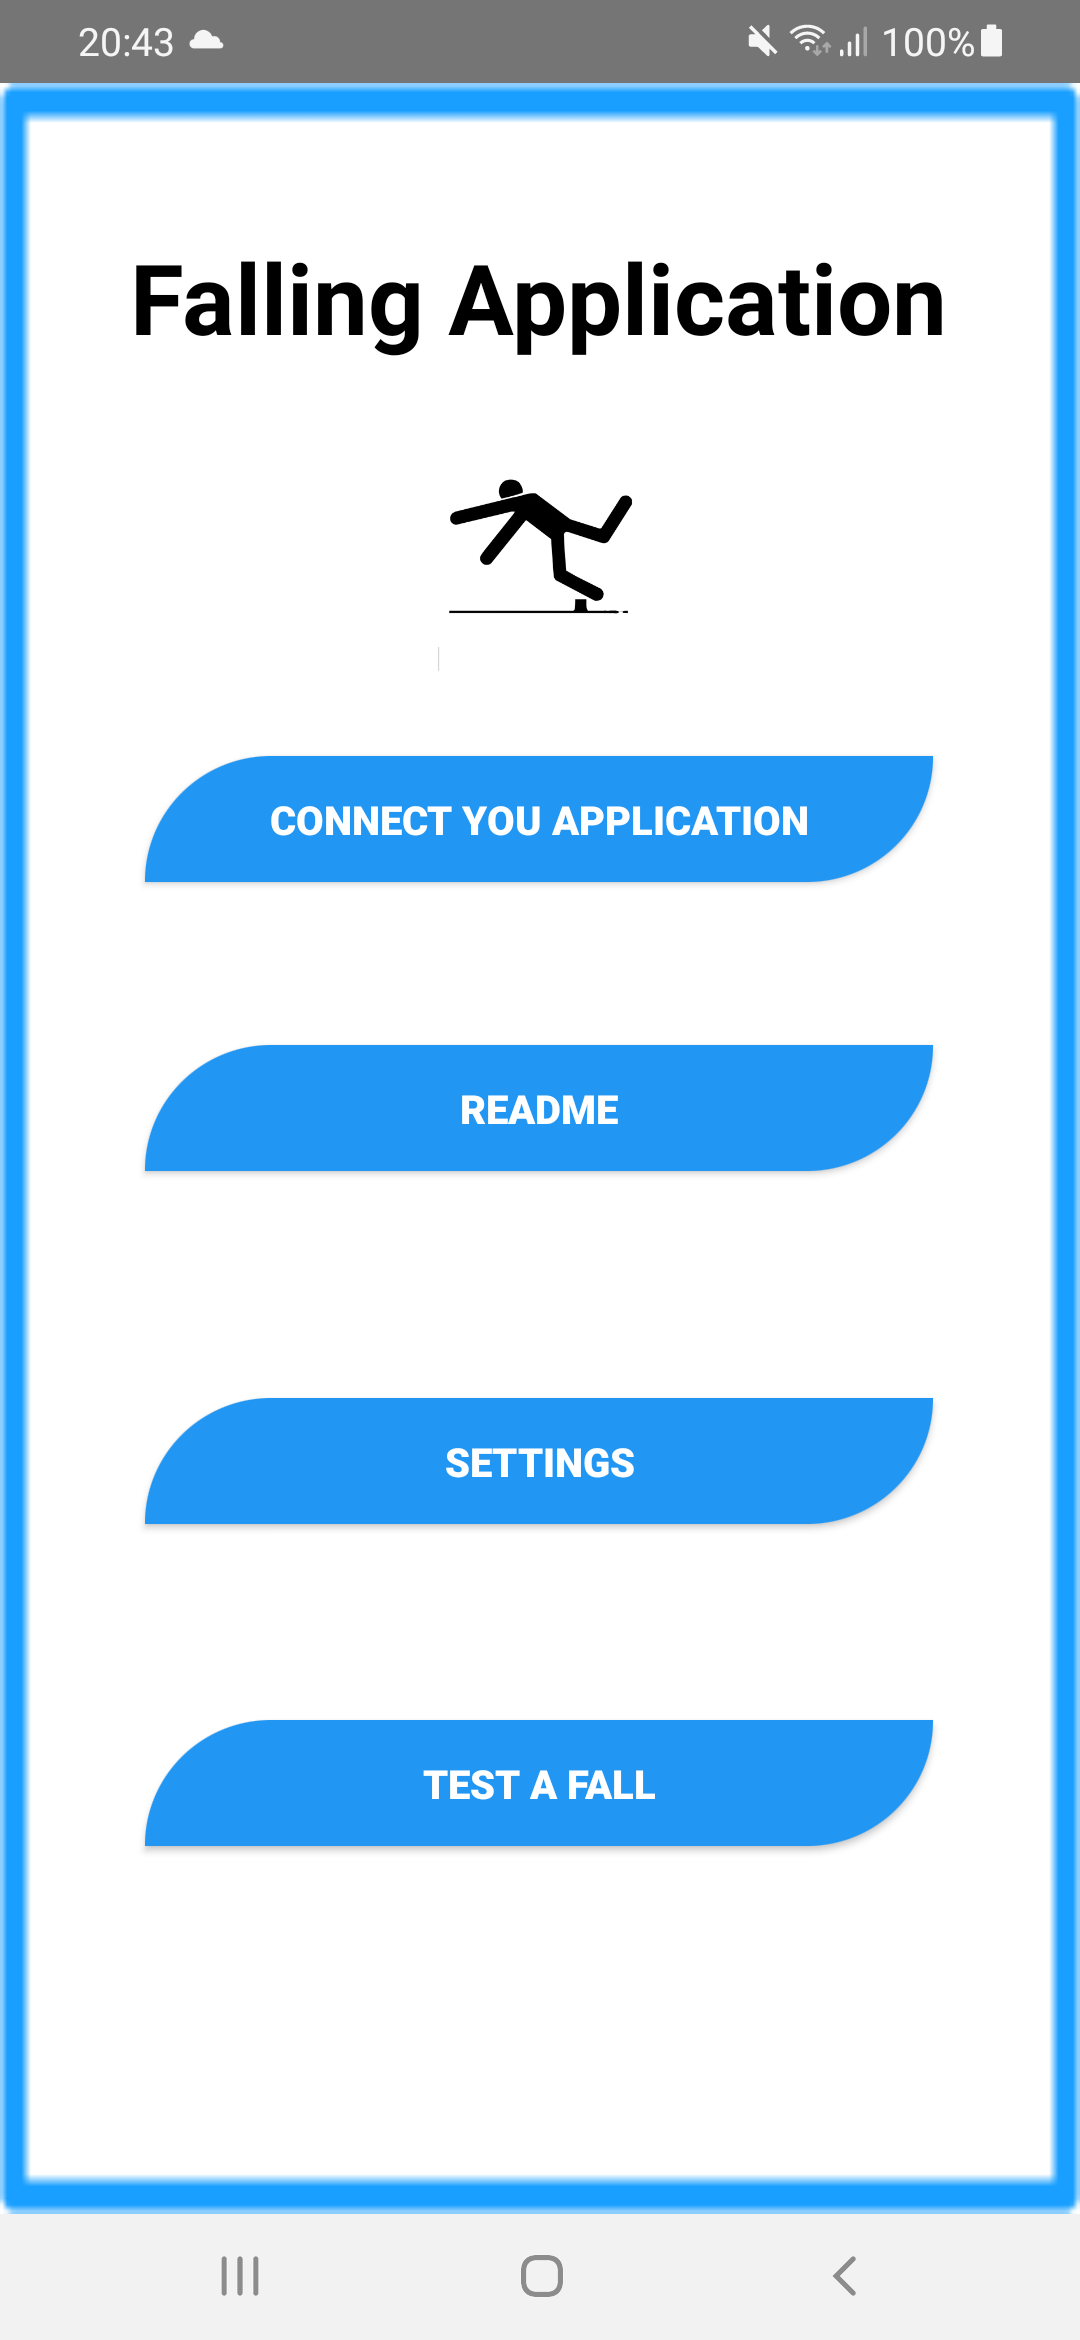 20:43 100%
Falling Application
CONNECT YOU APPLICATION
README
SETTINGS
TEST A FALL